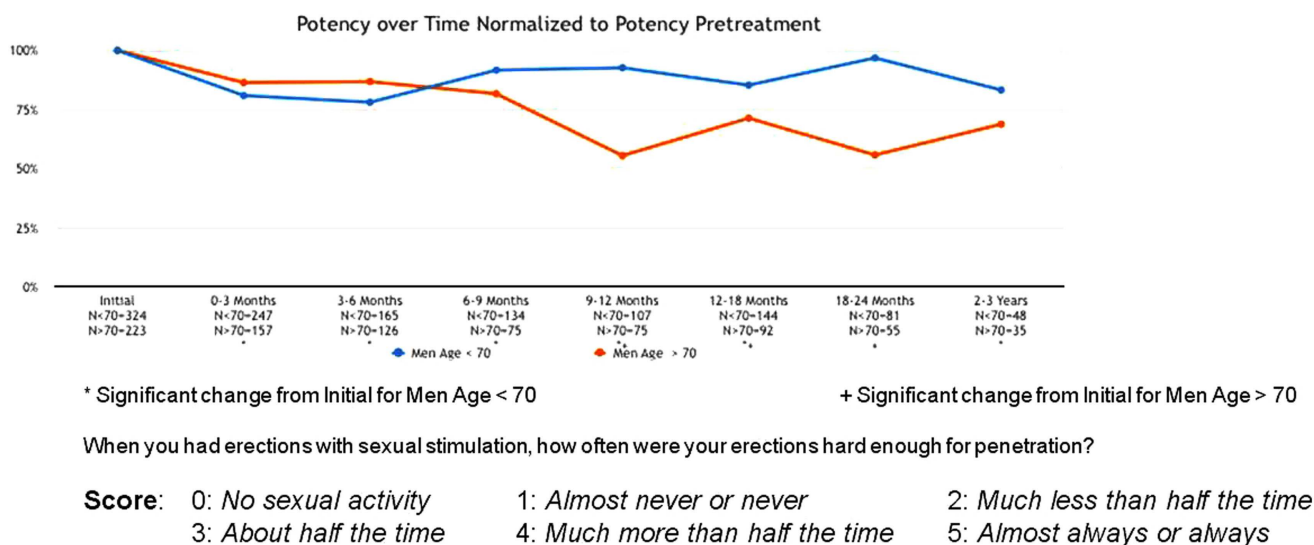 Potency over Time Normalized to Potency Pretreatment
100%
75%
50%
25%
0%
Initial 0-3 Months 3-6 Months 6-9 Months 9-12 Months 12-18 Months 18-24 Months 2-3 Years
N<70=324 N<70=247 N<70=165 N<70=134 N<70=107 N<70=144 N<70=81 N<70=48
N>70=223 N>70=157 N>70=126 N>70=75 N>70=75 N>70=92 N>70=55 N>70=35
Men Age < 70 Men Age > 70
* Significant change from Initial for Men Age < 70 + Significant change from Initial for Men Age > 70
When you had erections with sexual stimulation, how often were your erections hard enough for penetration?
Score: 0: No sexual activity 1: Almost never or never 2: Much less than half the time
3: About half the time 4: Much more than half the time 5: Almost always or always